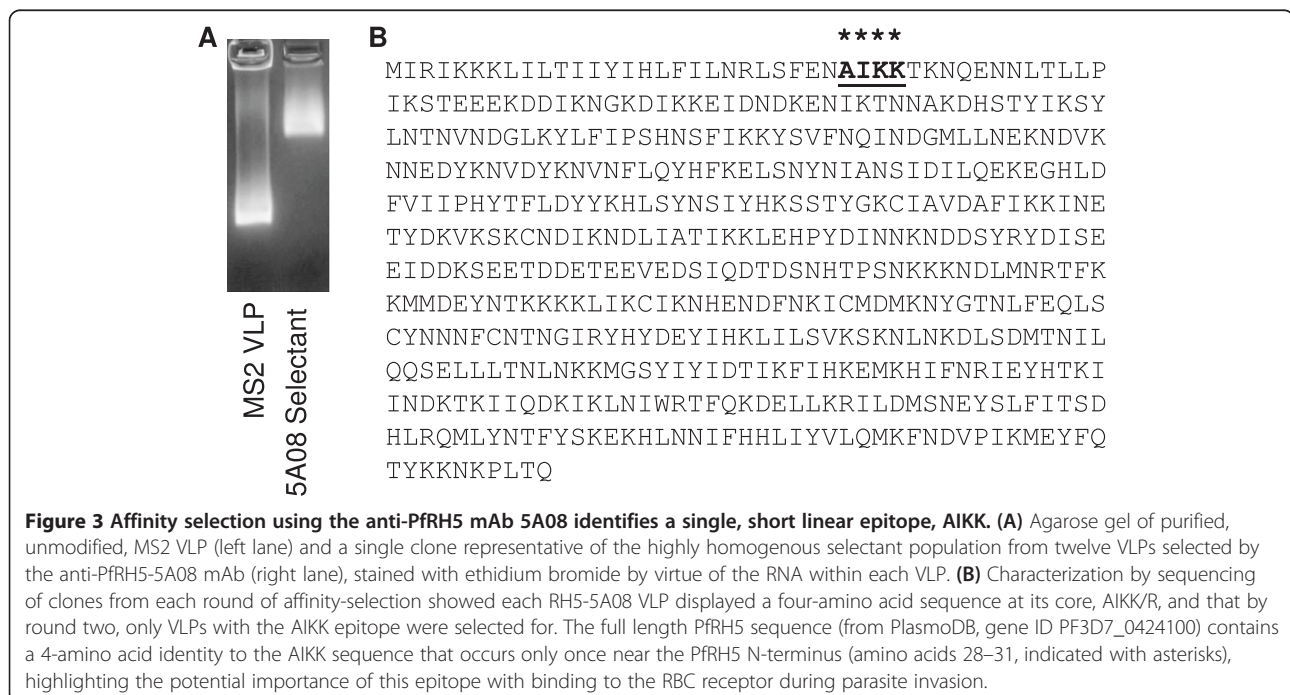 A
B
****
MIRIKKKLILTIIYIHLFILNRLSFENAIKKTKNQENNLTLLP
IKSTEEEKDDIKNGKDIKKEIDNDKENIKTNNAKDHSTYIKSY
LNTNVNDGLKYLFIPSHNSFIKKYSVFNQINDGMLLNEKNDVK
NNEDYKNVDYKNVNFLQYHFKELSNYNIANSIDILQEKEGHLD
FVIIPHYTFLDYYKHLSYNSIYHKSSTYGKCIAVDAFIKKINE
TYDKVKSKCNDIKNDLIATIKKLEHPYDINNKNDDSYRYDISE
EIDDKSEETDDETEEVEDSIQDTDSNHTPSNKKKNDLMNRTFK
KMMDEYNTKKKKLIKCIKNHENDFNKICMDMKNYGTNLFEQLS
CYNNNFCNTNGIRYHYDEYIHKLILSVKSKNLNKDLSDMTNIL
QQSELLLTNLNKKMGSYIYIDTIKFIHKEMKHIFNRIEYHTKI
INDKTKIIQDKIKLNIWRTFQKDELLKRILDMSNEYSLFITSD
HLRQMLYNTFYSKEKHLNNIFHHLIYVLQMKFNDVPIKMEYFQ
TYKKNKPLTQ
MS2 VLP
5A08 Selectant
Figure 3 Affinity selection using the anti-PfRH5 mAb 5A08 identifies a single, short linear epitope, AIKK. (A) Agarose gel of purified,
unmodified, MS2 VLP (left lane) and a single clone representative of the highly homogenous selectant population from twelve VLPs selected by
the anti-PfRH5-5A08 mAb (right lane), stained with ethidium bromide by virtue of the RNA within each VLP. (B) Characterization by sequencing
of clones from each round of affinity-selection showed each RH5-5A08 VLP displayed a four-amino acid sequence at its core, AIKK/R, and that by
round two, only VLPs with the AIKK epitope were selected for. The full length PfRH5 sequence (from PlasmoDB, gene ID PF3D7_0424100) contains
a 4-amino acid identity to the AIKK sequence that occurs only once near the PfRH5 N-terminus (amino acids 28–31, indicated with asterisks),
highlighting the potential importance of this epitope with binding to the RBC receptor during parasite invasion.